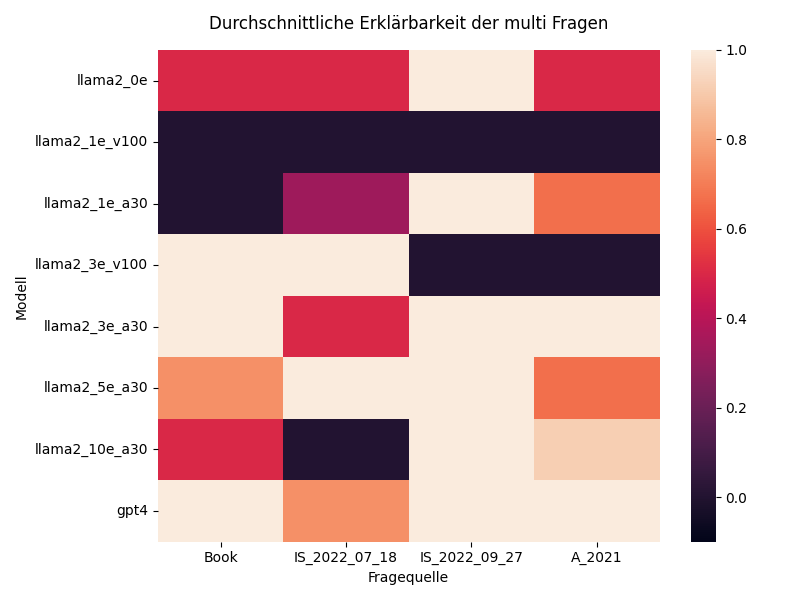 Durchschnittliche Erklärbarkeit der multi Fragen
Modell
llama2_0e
llama2_1e_v100
llama2_1e_a30
llama2_3e_v100
llama2_3e_a30
llama2_5e_a30
llama2_10e_a30
gpt4
Book
IS_2022_07_18
IS_2022_09_27
A_2021
Fragequelle
1.0
0.8
0.6
0.4
0.2
0.0